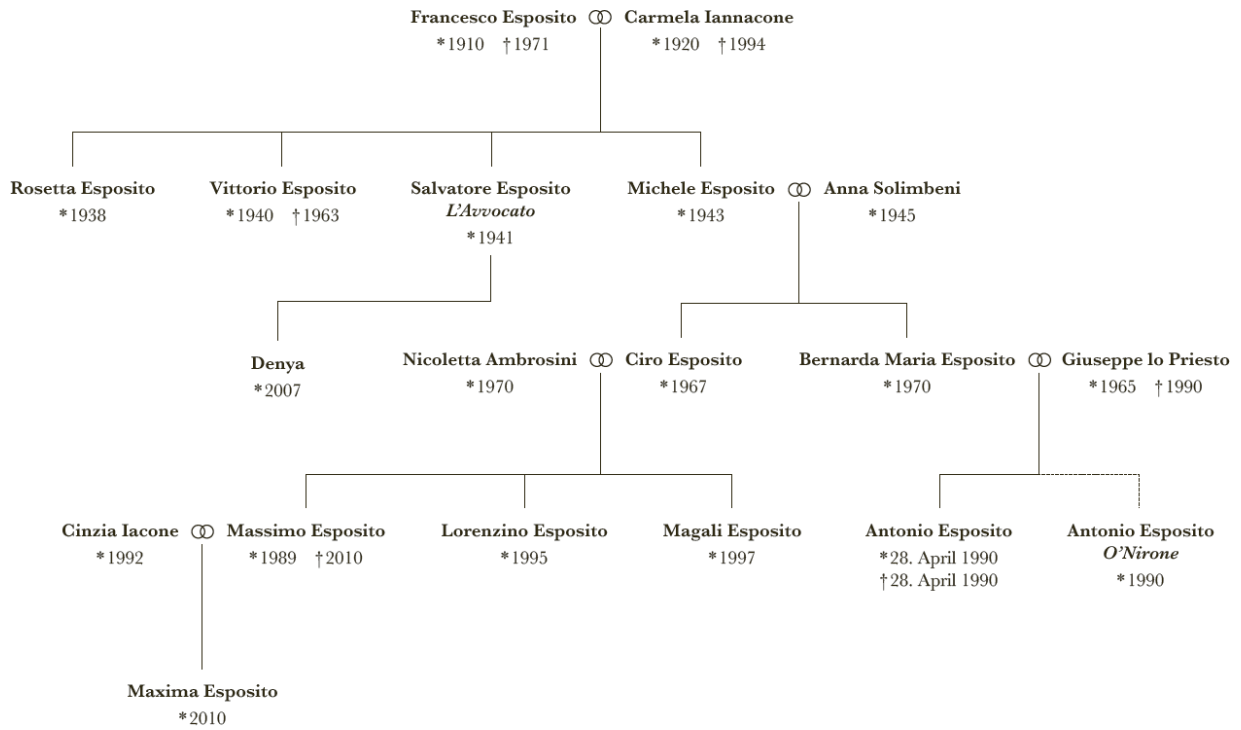 Francesco Esposito Carmela Iannacone
*1910 †1971 *1920 †1994
Rosetta Esposito Vittorio Esposito Salvatore Esposito Michele Esposito Anna Solimbeni
L'Avvocato
*1938 *1940 †1963 *1943 *1945
*1941
Denya Nicoletta Ambrosini Ciro Esposito Bernarda Maria Esposito Giuseppe lo Priesto
*2007 *1970 *1967 *1970 *1965 †1990
Cinzia Iacone Massimo Esposito Lorenzino Esposito Magali Esposito Antonio Esposito Antonio Esposito
O'Nirone
*1992 *1989 †2010 *1995 *1997 *28. April 1990
†28. April 1990 *1990
Maxima Esposito
*2010